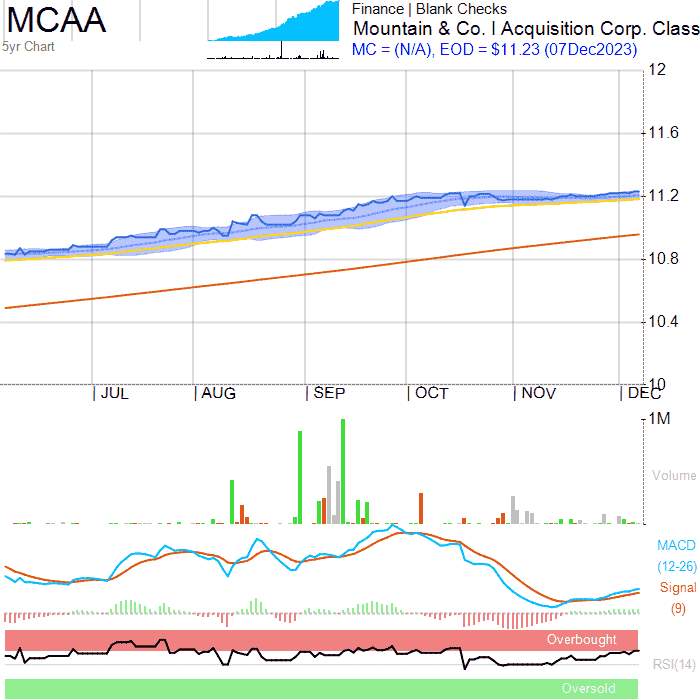 MCAA
5yr Chart
Finance | Blank Checks
Mountain & Co. I Acquisition Corp. Class
MC = (N/A), EOD = $11.23 (07Dec2023)
12
11.6
11.2
10.8
10.4
10
JUL AUG SEP OCT NOV DEC
1M
Volume
MACD
(12-26)
Signal
(9)
Overbought
RSI(14)
Oversold